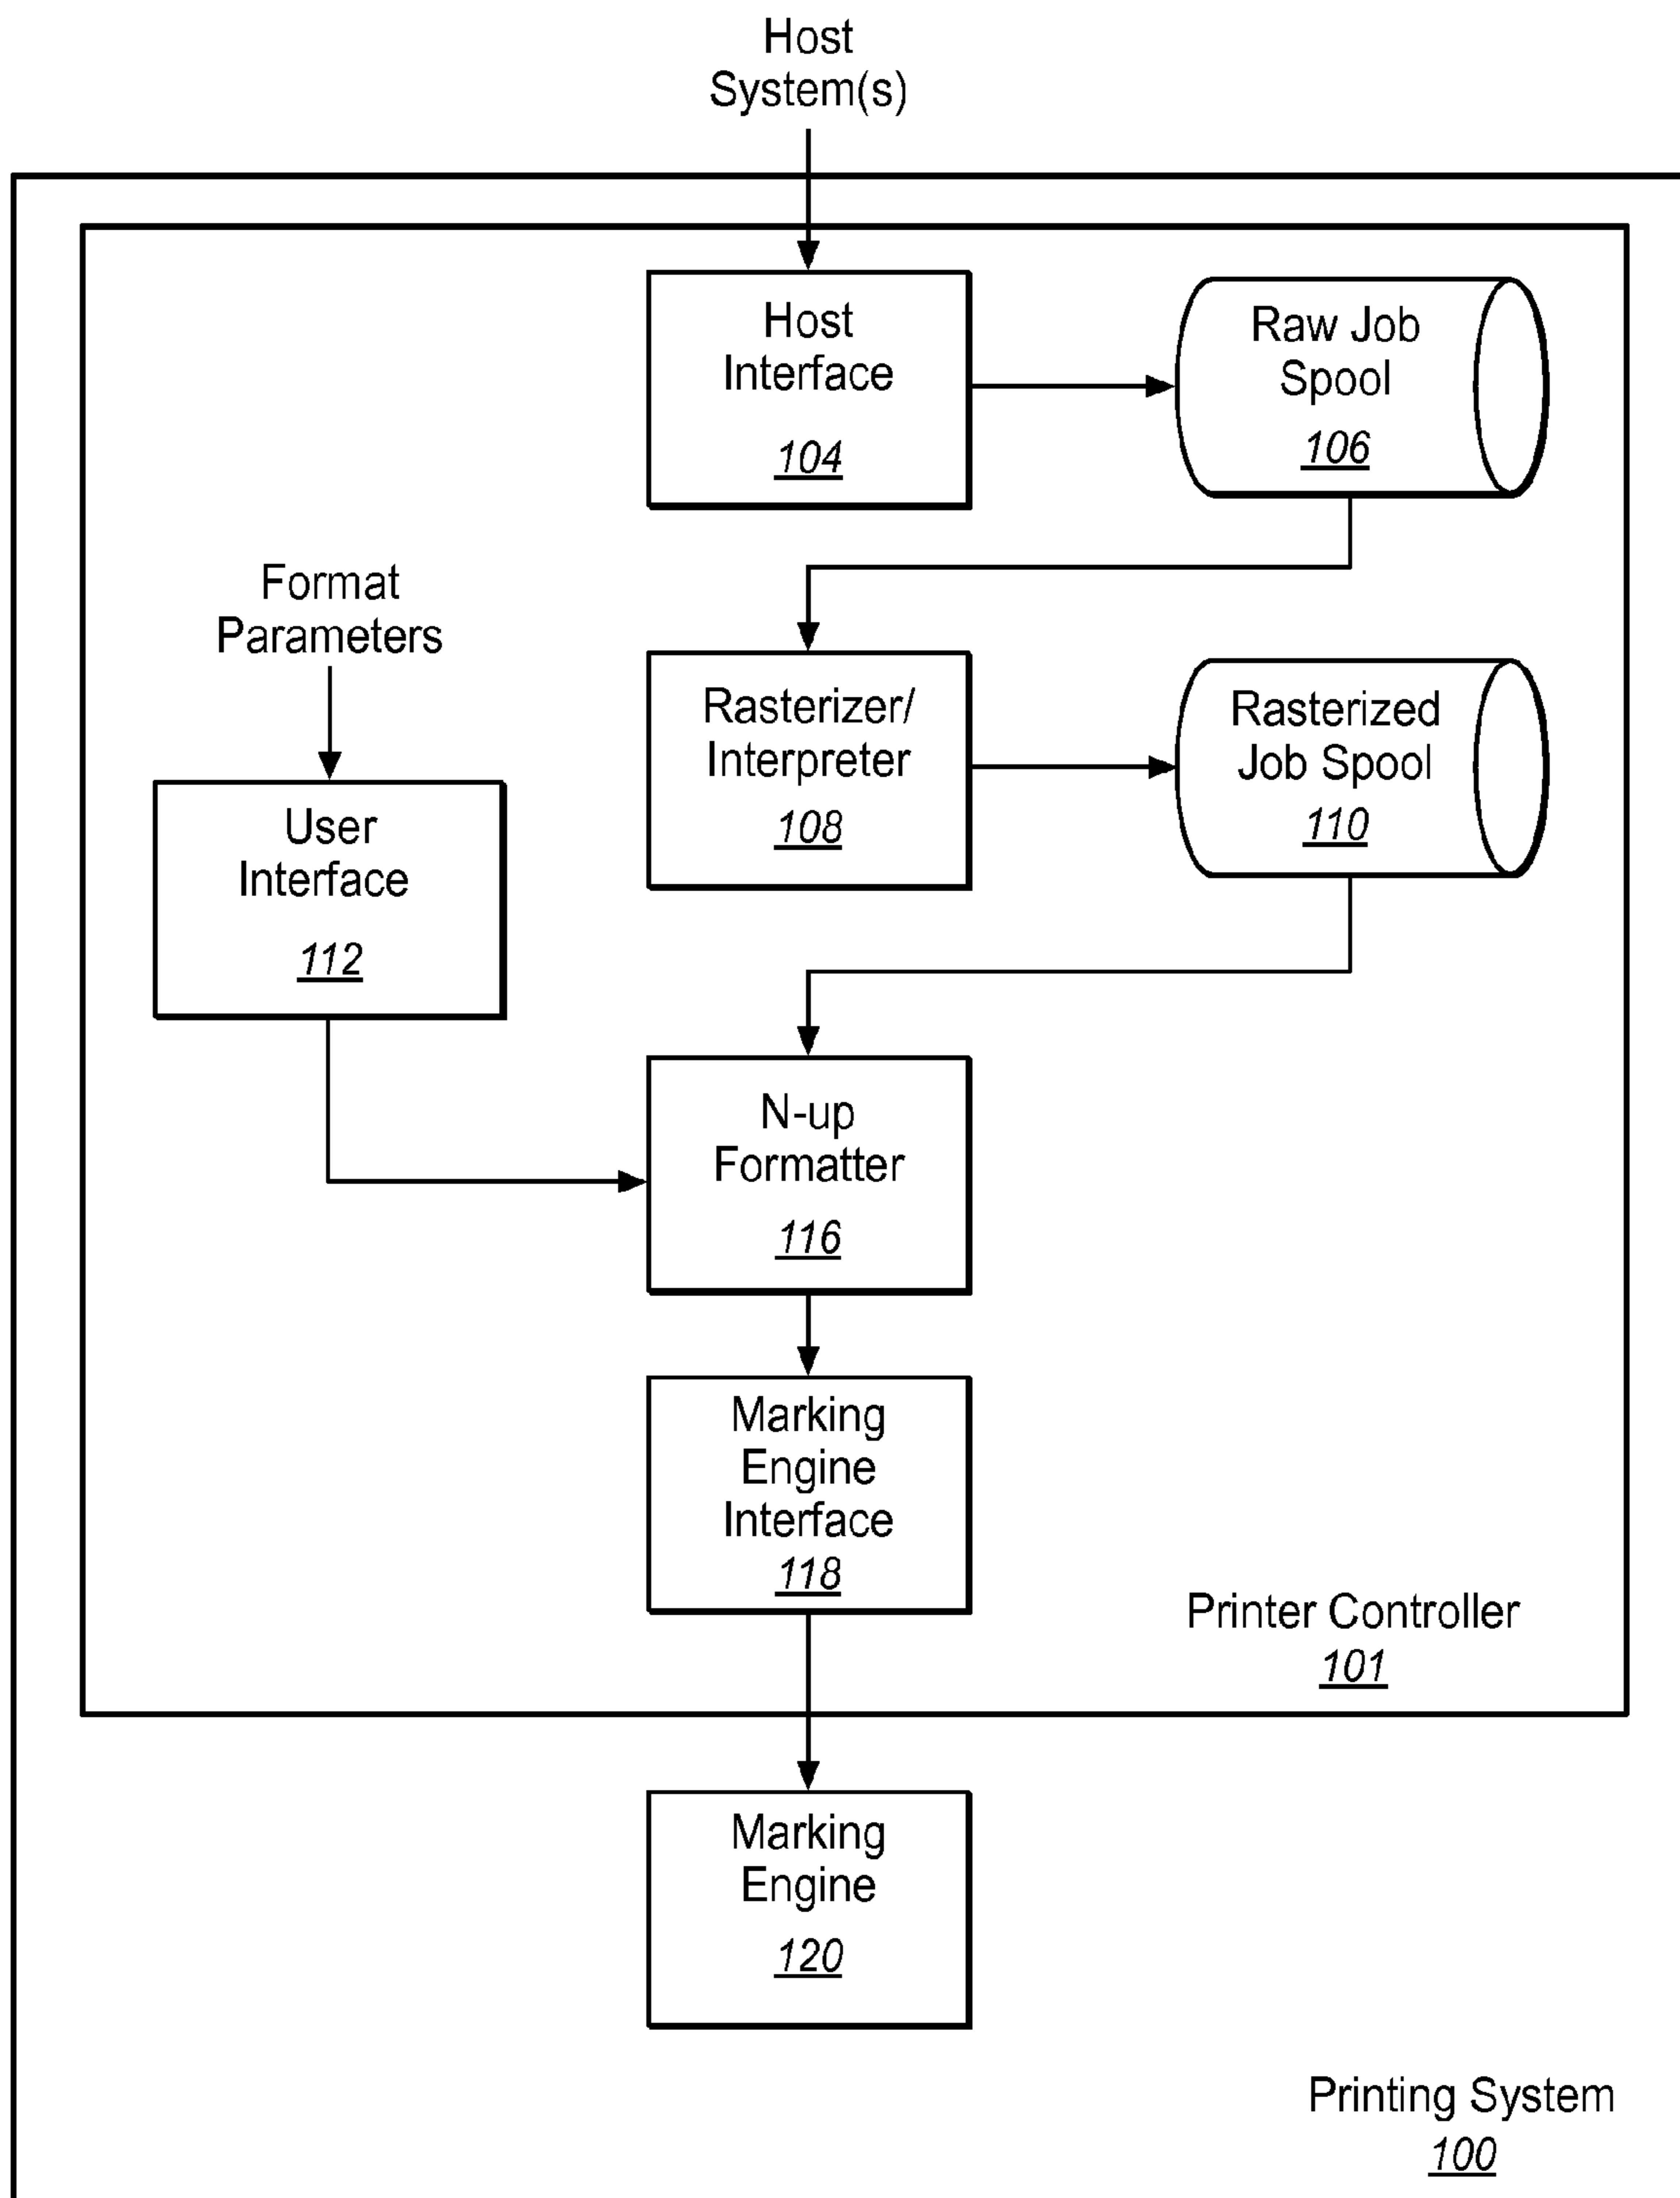 Host
System(s)
Host
Interface
104
Raw Job
Spool
106
Format
Parameters
Rasterizer/
Interpreter
108
Rasterized
Job Spool
110
User
Interface
112
N-up
Formatter
116
Marking
Engine
Interface
118
Printer Controller
101
Marking
Engine
120
Printing System
100